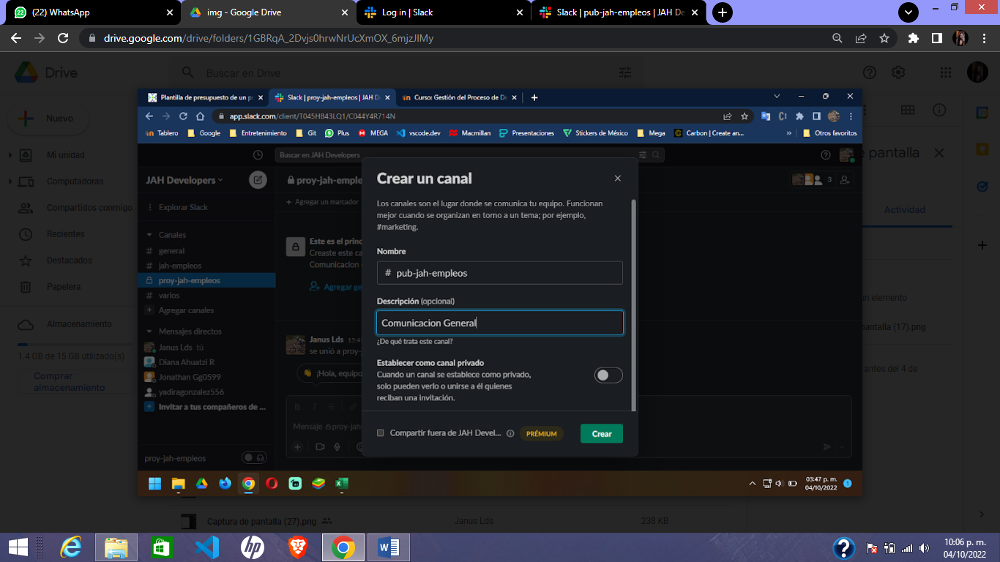 (22) WhatsApp
img - Google Drive
Log in | Slack
Slack | pub-jah-empleos | JAH De
drive.google.com/drive/folders/1GBRqA_2Dvjs0hrwNrUcXmOX_6mjzJIMy
Drive
Buscar en Drive
Nuevo
Mi unidad
Computadoras
Compartidos conmigo
Recientes
Destacados
Papelera
Almacenamiento
1.4 GB de 15 GB utilizado(s)
Comprar
almacenamiento
Plantilla de presupuesto de un pr
Slack | proy-jah-empleos | JAH D
Curso: Gestión del Proceso de De
app.slack.com/client/T045HB43LQ1/C044Y4R714N
Tablero
Google
Entretenimiento
Git
Plus
MEGA
vscode.dev
Macmillan
Presentaciones
Stickers de México
Mega
Carbon | Create an...
»
Otros favoritos
Buscar en JAH Developers
JAH Developers
Explorar Slack
Canales
# general
# jah-empleos
proy-jah-empleos
# varios
+ Agregar canales
Mensajes directos
Janus Lds tú
Diana Ahuatzi R
Jonathan Gg0599
yadiragonzalez556
Invitar a tus compañeros de ...
proy-jah-empleos
proy-jah-emple
3
+ Agregar un marcador
Este es el princ
Creaste este ca
Comunicacion
Agregar ge
Janus Lds 15:4
se unió a proy-
¡Hola, equipo
Mensaje proy-jah-
Crear un canal
Los canales son el lugar donde se comunica tu equipo. Funcionan
mejor cuando se organizan en torno a un tema; por ejemplo,
#marketing.
Nombre
# pub-jah-empleos
Descripción (opcional)
Comunicacion General
¿De qué trata este canal?
Establecer como canal privado
Cuando un canal se establece como privado,
solo pueden verlo o unirse a él quienes
reciban una invitación.
Compartir fuera de JAH Devel...
PRÉMIUM
Crear
03:47 p. m.
04/10/2022
1
e pantalla
Actividad
un elemento
pantalla (17).png
antes del 4 de
Captura de pantalla (27).png
Janus Lds
238 KB
10:06 p. m.
04/10/2022